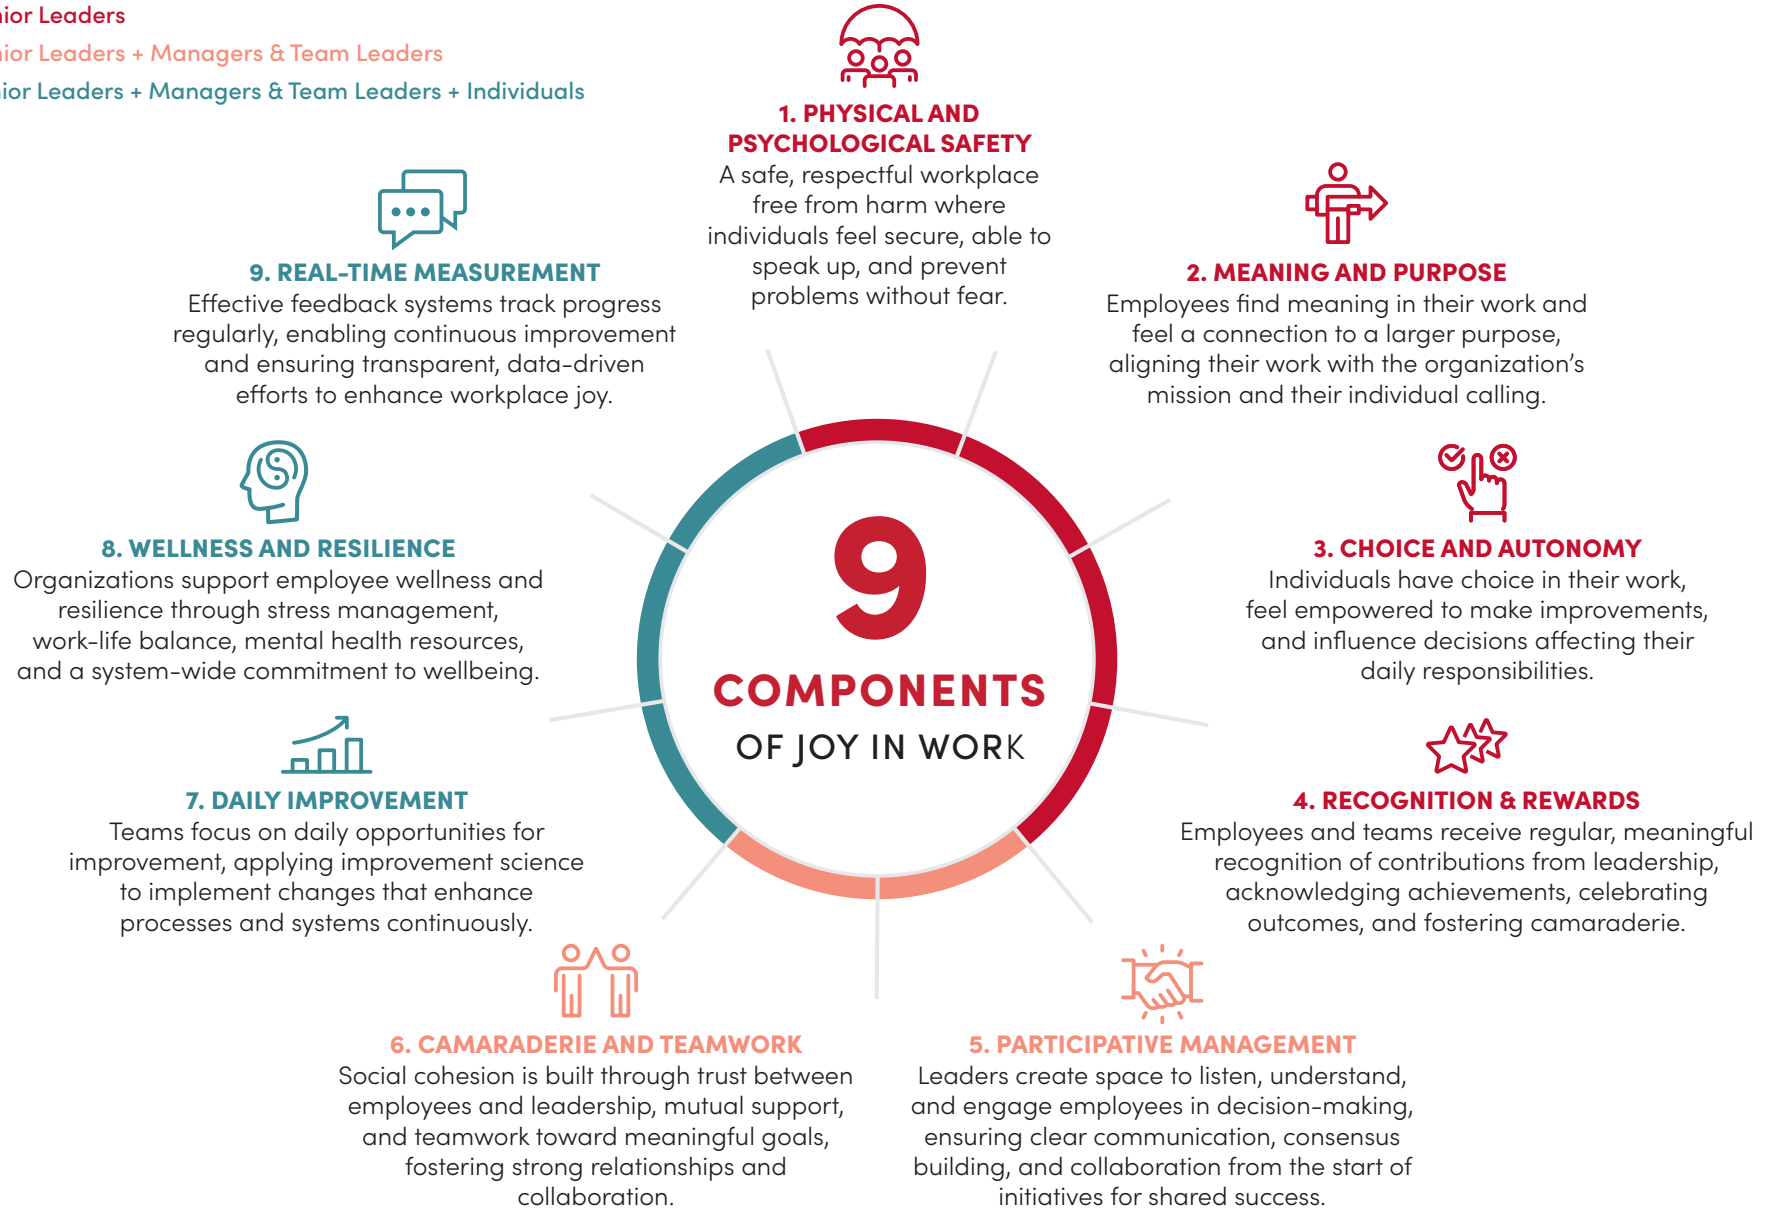 ior Leaders
ior Leaders + Managers & Team Leaders
ior Leaders + Managers & Team Leaders + Individuals
1. PHYSICAL AND
PSYCHOLOGICAL SAFETY
A safe, respectful workplace
free from harm where
individuals feel secure, able to
speak up, and prevent
problems without fear.
2. MEANING AND PURPOSE
Employees find meaning in their work and
feel a connection to a larger purpose,
aligning their work with the organization's
mission and their individual calling.
3. CHOICE AND AUTONOMY
Individuals have choice in their work,
feel empowered to make improvements,
and influence decisions affecting their
daily responsibilities.
4. RECOGNITION & REWARDS
Employees and teams receive regular, meaningful
recognition of contributions from leadership,
acknowledging achievements, celebrating
outcomes, and fostering camaraderie.
5. PARTICIPATIVE MANAGEMENT
Leaders create space to listen, understand,
and engage employees in decision-making,
ensuring clear communication, consensus
building, and collaboration from the start of
initiatives for shared success.
6. CAMARADERIE AND TEAMWORK
Social cohesion is built through trust between
employees and leadership, mutual support,
and teamwork toward meaningful goals,
fostering strong relationships and
collaboration.
7. DAILY IMPROVEMENT
Teams focus on daily opportunities for
improvement, applying improvement science
to implement changes that enhance
processes and systems continuously.
8. WELLNESS AND RESILIENCE
Organizations support employee wellness and
resilience through stress management,
work-life balance, mental health resources,
and a system-wide commitment to wellbeing.
9. REAL-TIME MEASUREMENT
Effective feedback systems track progress
regularly, enabling continuous improvement
and ensuring transparent, data-driven
efforts to enhance workplace joy.
9
COMPONENTS
OF JOY IN WORK